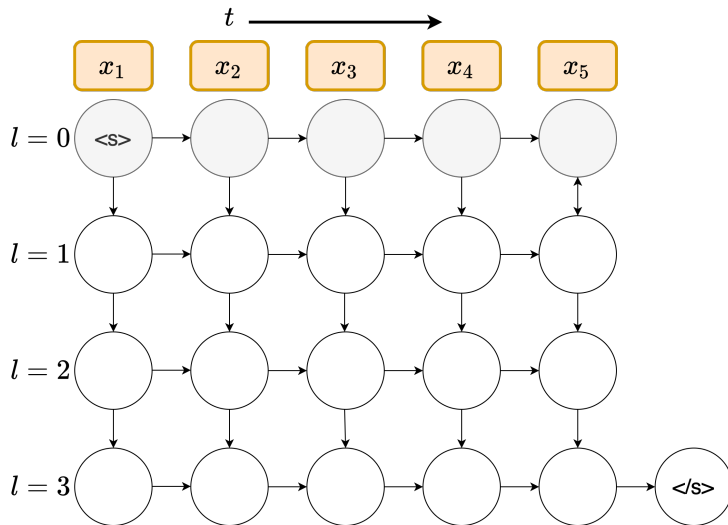 t
x₁ x₂ x₃ x₄ x₅
l = 0 <s>
l = 1
l = 2
l = 3 </s>